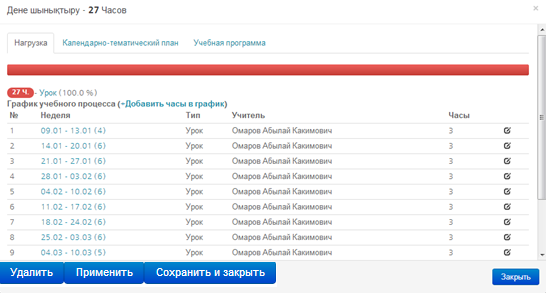 Дене шынықтыру - 27 Часов
×
Нагрузка Календарно-тематический план Учебная программа
27 Ч. - Урок (100.0 %)
График учебного процесса (+Добавить часы в график)
№ Неделя Тип Учитель Часы
1 09.01 - 13.01 (4) Урок Омаров Абылай Какимович 3
2 14.01 - 20.01 (6) Урок Омаров Абылай Какимович 3
3 21.01 - 27.01 (6) Урок Омаров Абылай Какимович 3
4 28.01 - 03.02 (6) Урок Омаров Абылай Какимович 3
5 04.02 - 10.02 (6) Урок Омаров Абылай Какимович 3
6 11.02 - 17.02 (6) Урок Омаров Абылай Какимович 3
7 18.02 - 24.02 (6) Урок Омаров Абылай Какимович 3
8 25.02 - 03.03 (6) Урок Омаров Абылай Какимович 3
9 04.03 - 10.03 (5) Урок Омаров Абылай Какимович 3
Удалить Применить Сохранить и закрыть Закрыть